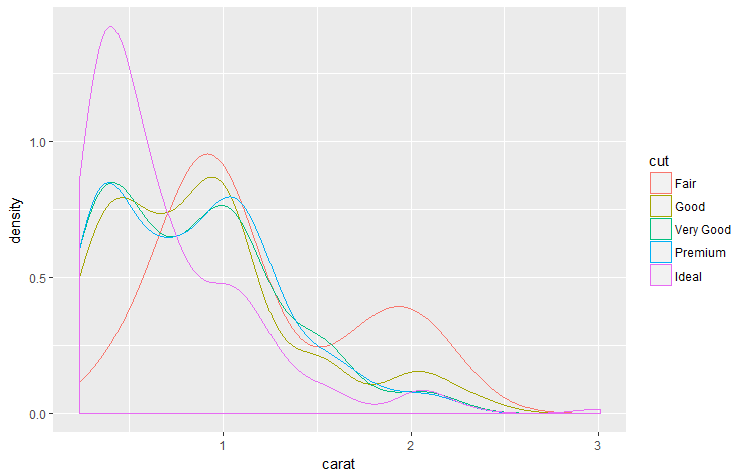 density
1.0
0.5
0.0
1
2
3
carat
cut
Fair
Good
Very Good
Premium
Ideal